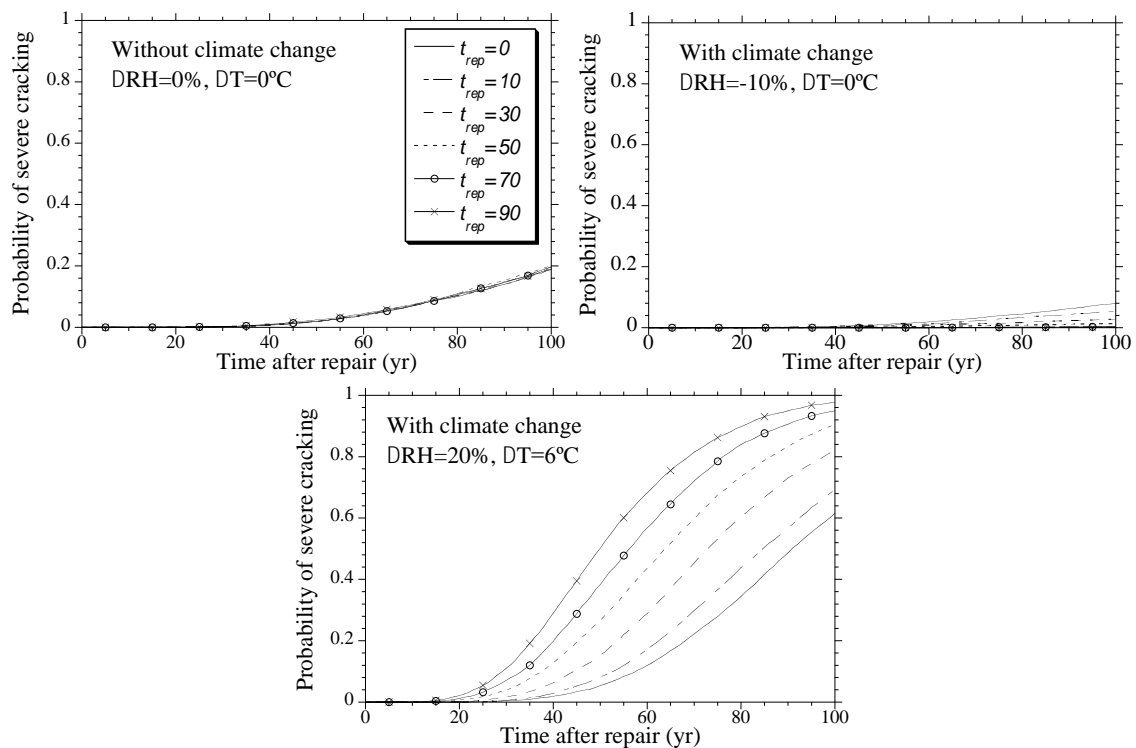 Probability of severe cracking
1
0.8
0.6
0.4
0.2
0
Without climate change
DRH=0%, DT=0ºC
t_rep=0
t_rep=10
t_rep=30
t_rep=50
t_rep=70
t_rep=90
0 20 40 60 80 100
Time after repair (yr)
Probability of severe cracking
1
0.8
0.6
0.4
0.2
0
With climate change
DRH=-10%, DT=0ºC
0 20 40 60 80 100
Time after repair (yr)
Probability of severe cracking
1
0.8
0.6
0.4
0.2
0
With climate change
DRH=20%, DT=6ºC
0 20 40 60 80 100
Time after repair (yr)